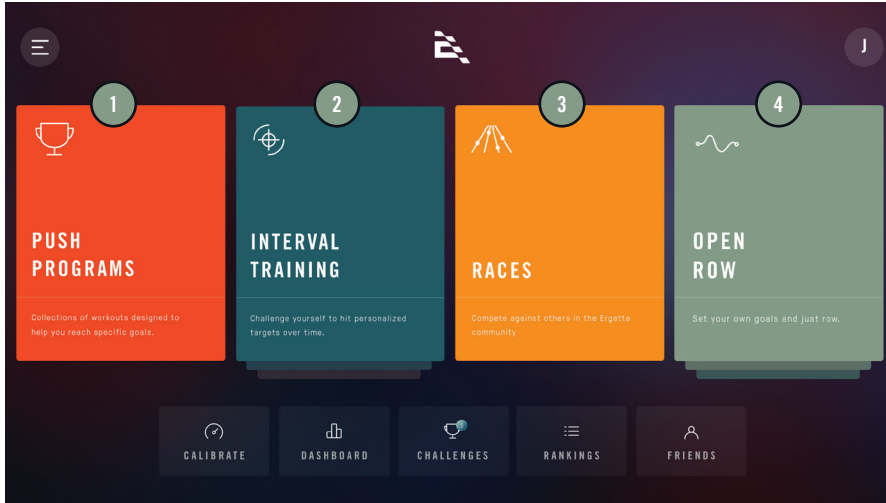 J
1
2
3
4
PUSH
PROGRAMS
Collections of workouts designed to
help you reach specific goals.
INTERVAL
TRAINING
Challenge yourself to hit personalized
targets over time.
RACES
Compete against others in the Ergatta
community
OPEN
ROW
Set your own goals and just row.
CALIBRATE
DASHBOARD
CHALLENGES
RANKINGS
FRIENDS